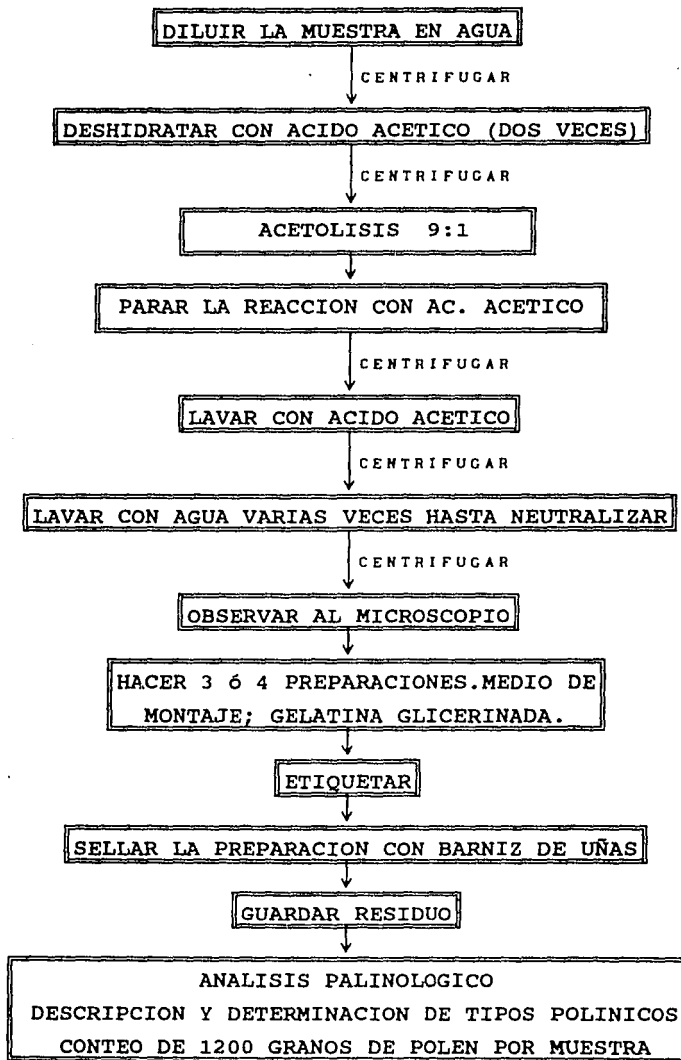 DILUIR LA MUESTRA EN AGUA
CENTRIFUGAR
DESHIDRATAR CON ACIDO ACETICO (DOS VECES)
CENTRIFUGAR
ACETOLISIS 9:1
PARAR LA REACCION CON AC. ACETICO
CENTRIFUGAR
LAVAR CON ACIDO ACETICO
CENTRIFUGAR
LAVAR CON AGUA VARIAS VECES HASTA NEUTRALIZAR
CENTRIFUGAR
OBSERVAR AL MICROSCOPIO
HACER 3 ó 4 PREPARACIONES.MEDIO DE
MONTAJE; GELATINA GLICERINADA.
ETIQUETAR
SELLAR LA PREPARACION CON BARNIZ DE UÑAS
GUARDAR RESIDUO
ANALISIS PALINOLOGICO
DESCRIPCION Y DETERMINACION DE TIPOS POLINICOS
CONTEO DE 1200 GRANOS DE POLEN POR MUESTRA